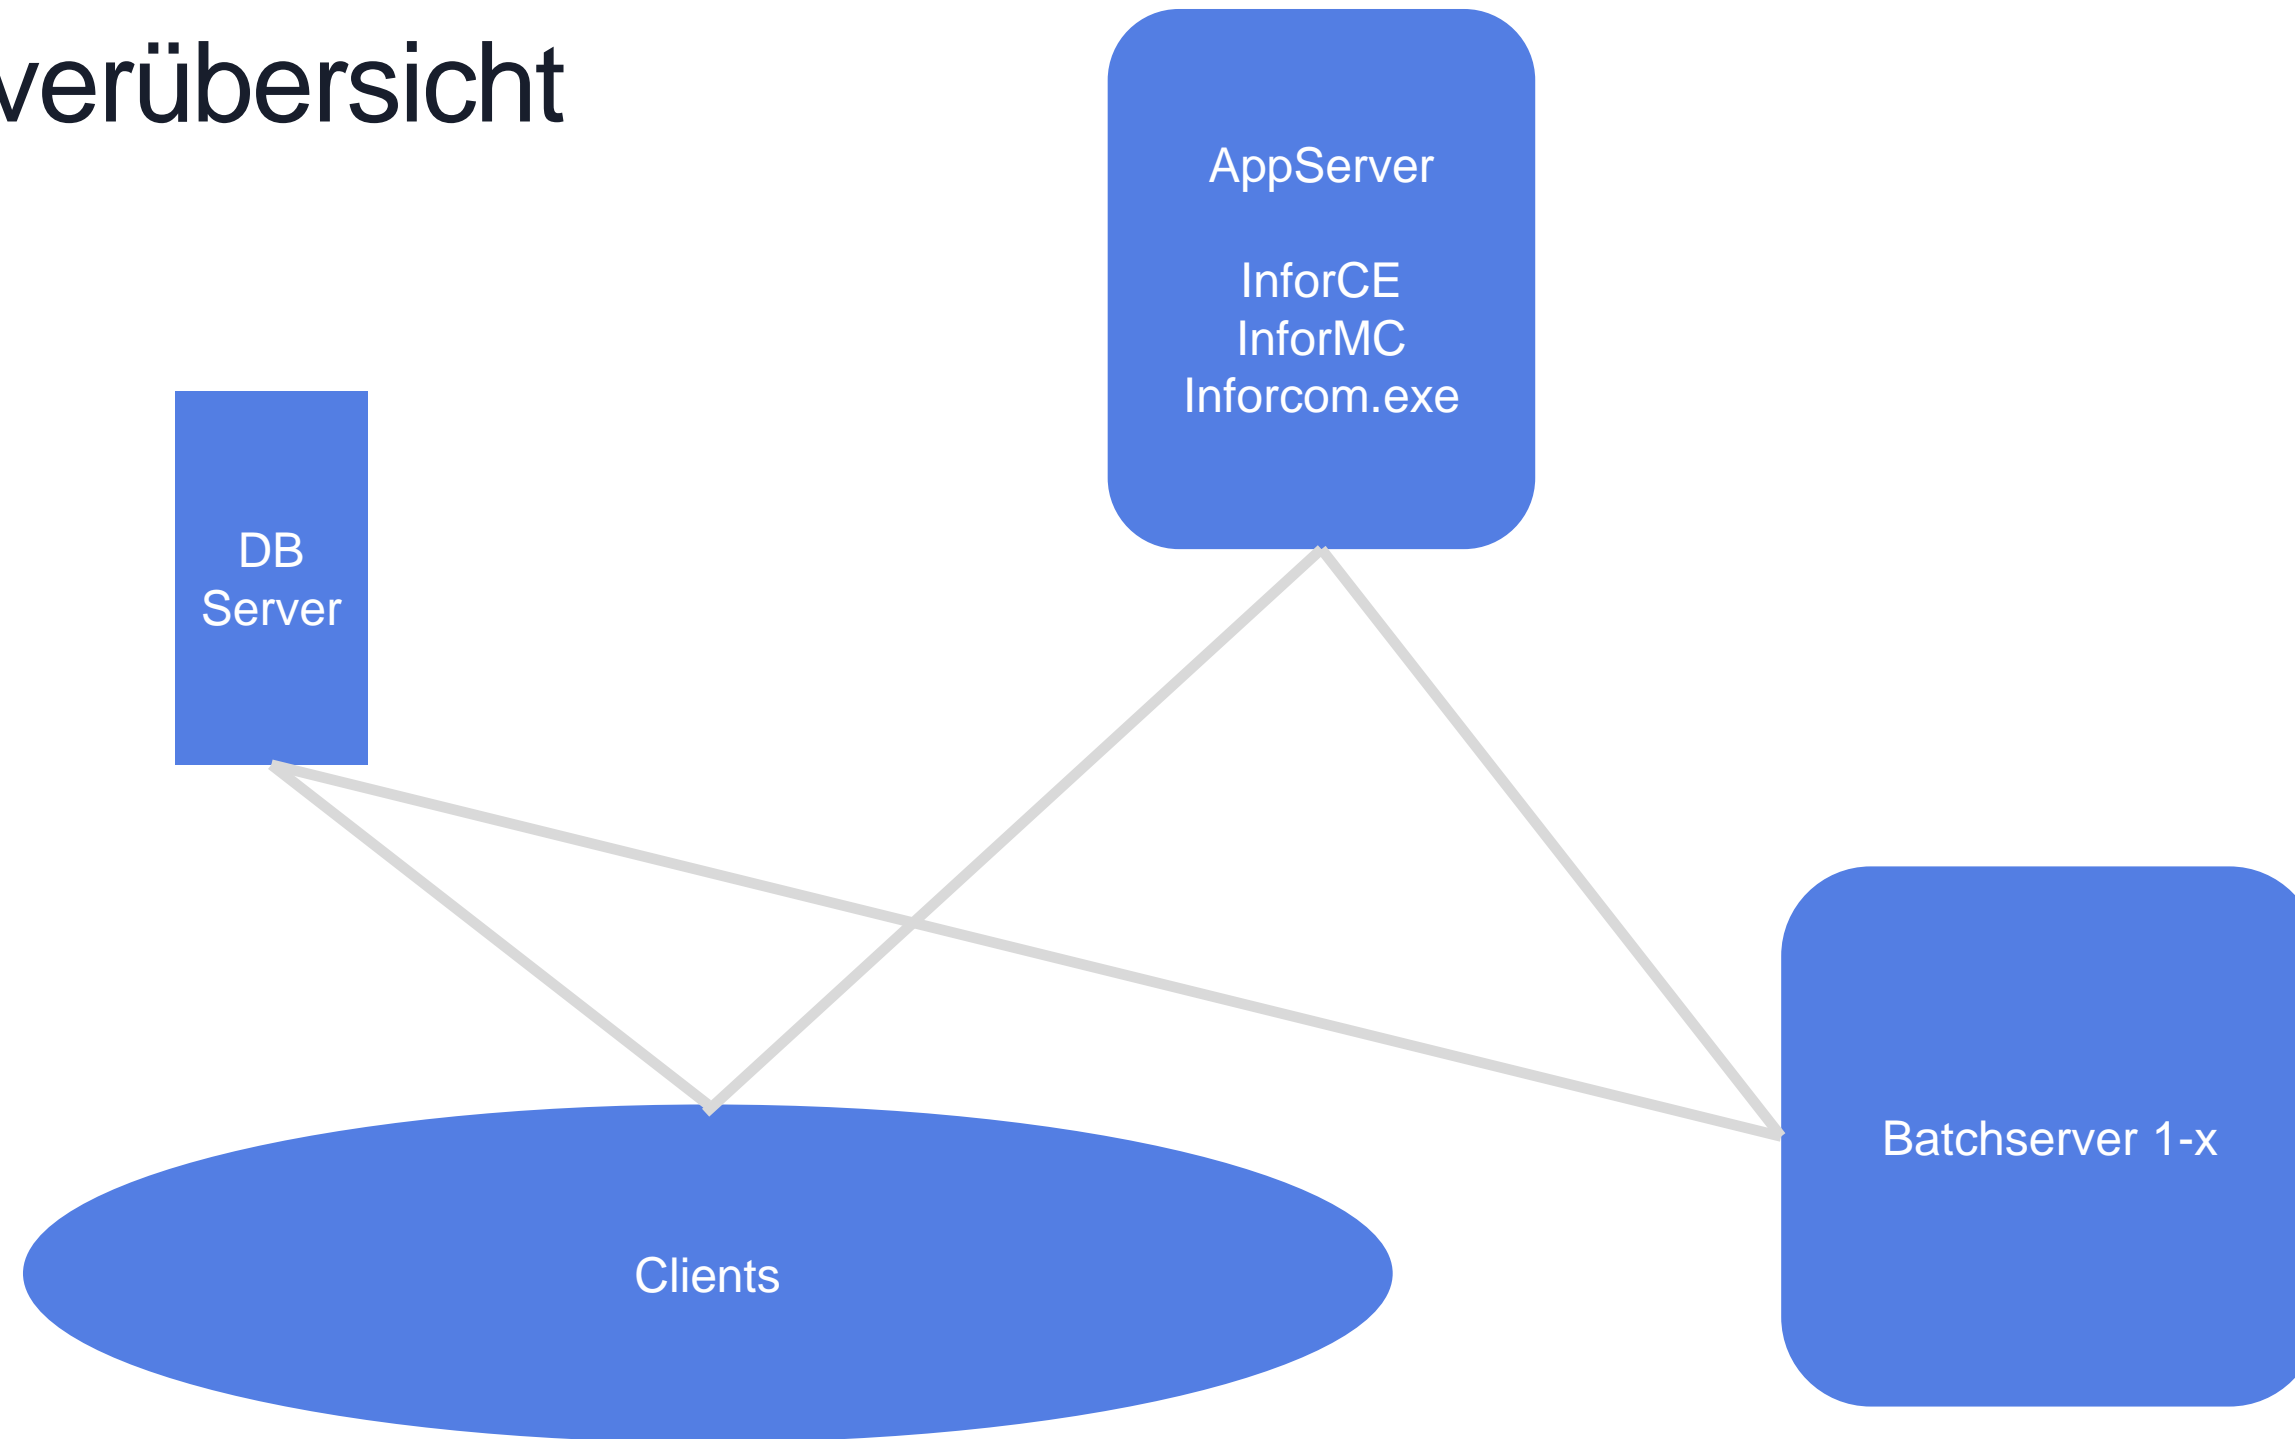 verübersicht
AppServer
InforCE
InforMC
Inforcom.exe
DB
Server
Batchserver 1-x
Clients